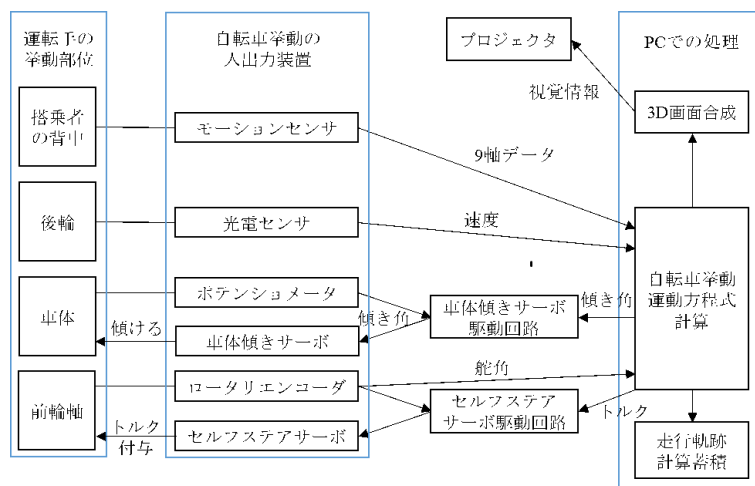 運転手の
挙動部位
自転車挙動の
入出力装置
プロジェクタ
PCでの処理
視覚情報
3D画面合成
搭乗者
の背中
モーションセンサ
9軸データ
後輪
光電センサ
速度
自転車挙動
運動方程式
計算
車体
ポテンショメータ
傾ける
車体傾きサーボ
傾き角
車体傾きサーボ
駆動回路
傾き角
前輪軸
ロータリエンコーダ
舵角
トルク
付与
セルフステアサーボ
セルフステア
サーボ駆動回路
トルク
走行軌跡
計算蓄積